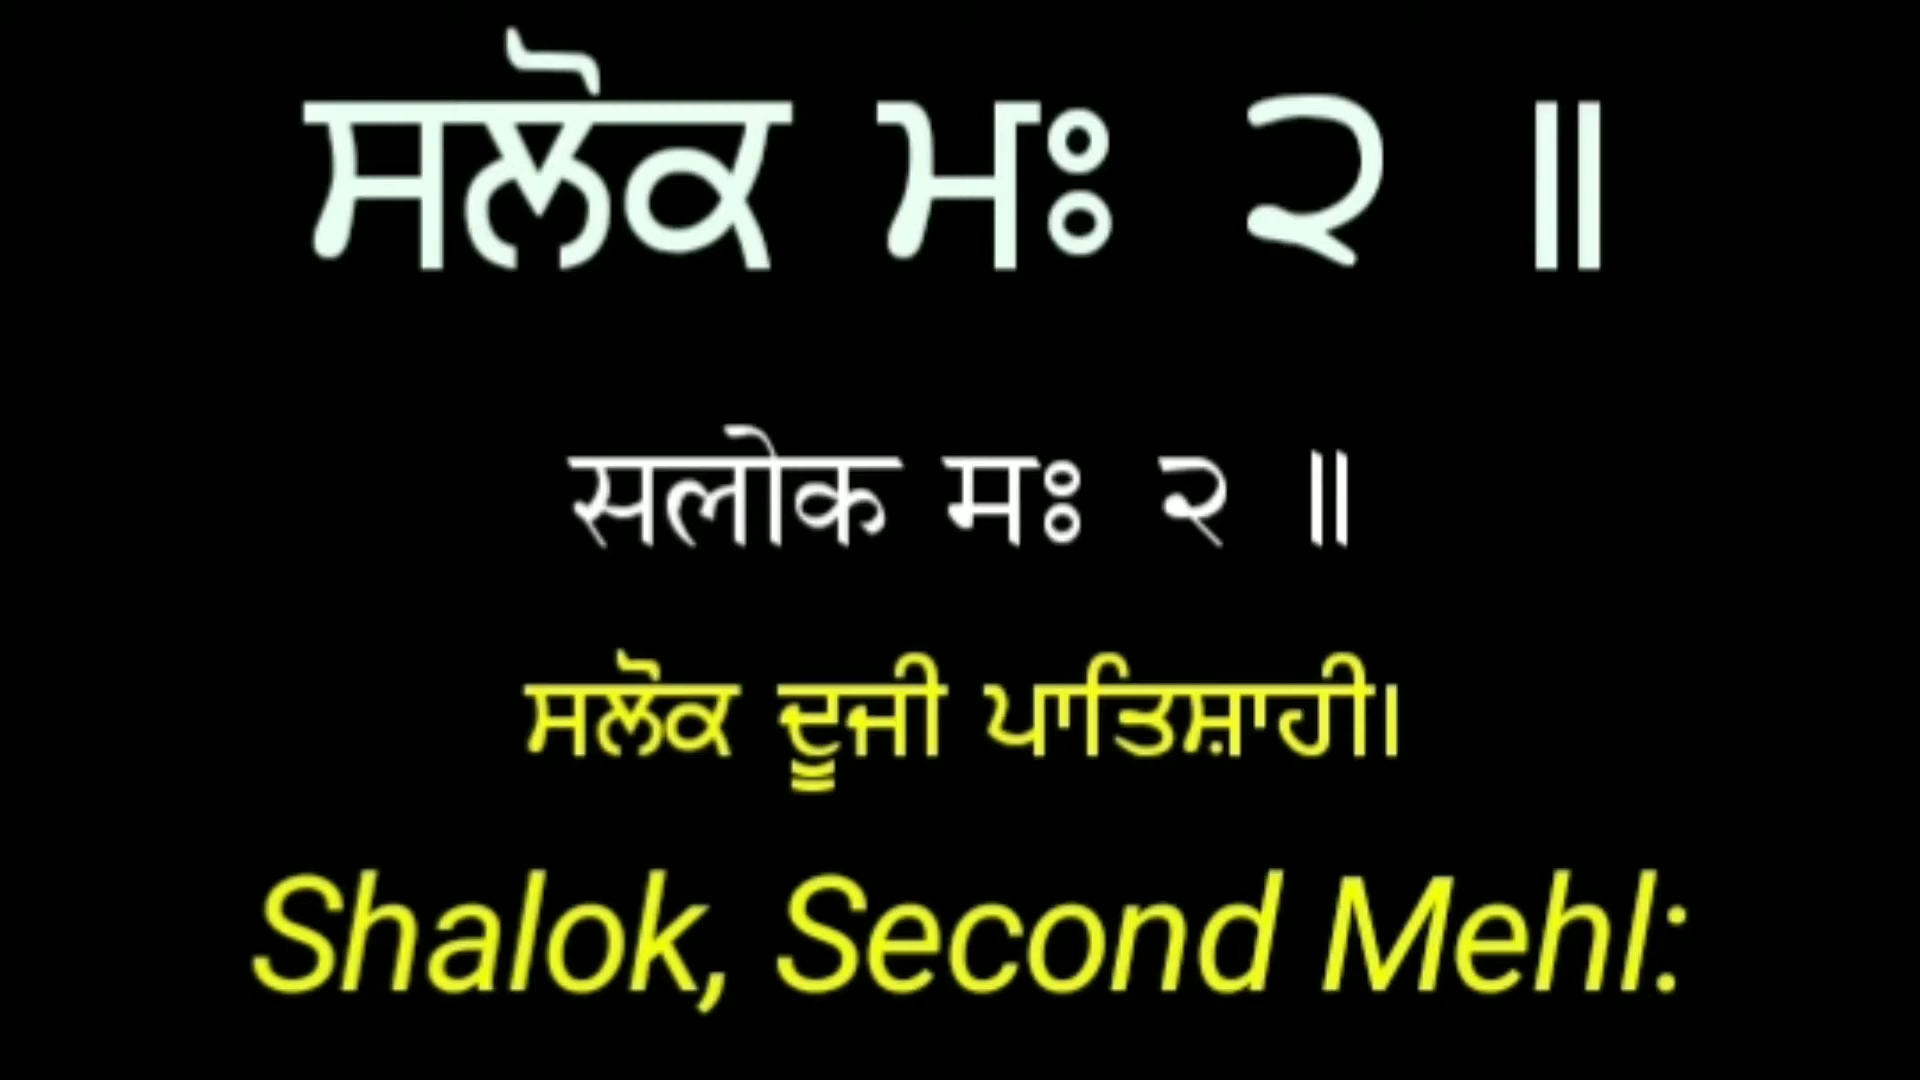 ਸਲੋਕ ਮਃ ੨ ॥
सलोक मः २ ॥
ਸਲੋਕ ਦੂਜੀ ਪਾਤਿਸ਼ਾਹੀ।
Shalok, Second Mehl: